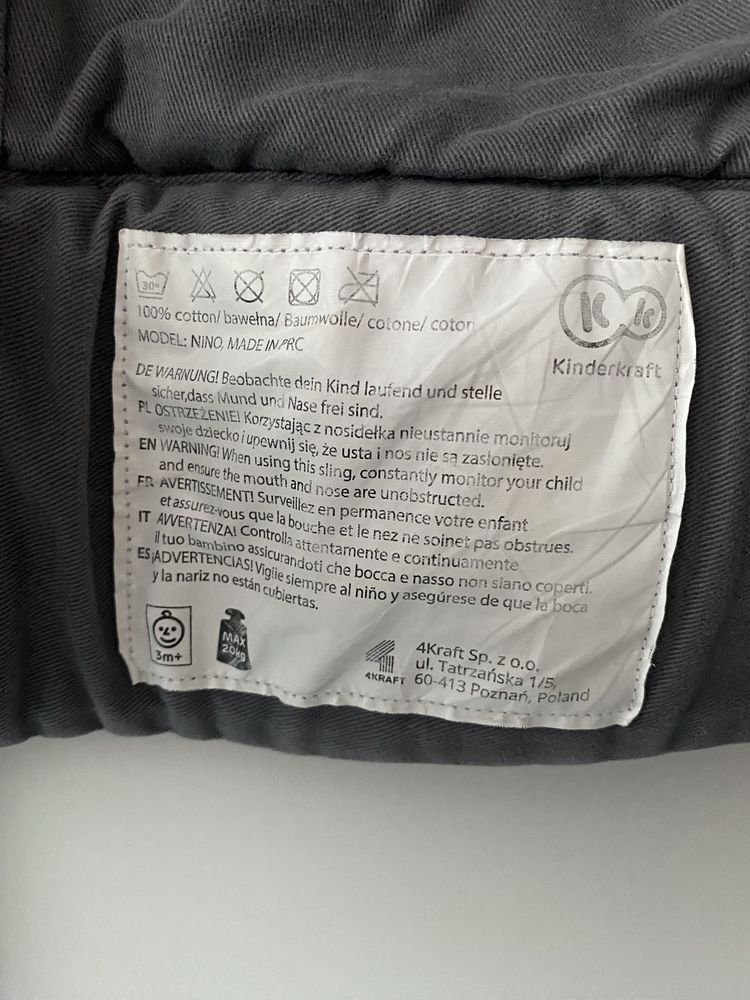 30°
100% cotton/ bawełna/ Baumwolle/ cotone/ coton
MODEL: NINO, MADE IN PRC
Kinderkraft
DE WARNUNG! Beobachte dein Kind laufend und stelle
sicher,dass Mund und Nase frei sind.
PL OSTRZEŻENIE! Korzystając z nosidełka nieustannie monitoruj
swoje dziecko i upewnij się, że usta i nos nie są zasłonięte.
EN WARNING! When using this sling, constantly monitor your child
and ensure the mouth and nose are unobstructed.
FR AVERTISSEMENT! Surveillez en permanence votre enfant
et assurez-vous que la bouche et le nez ne soinet pas obstrues.
IT AVVERTENZA! Controlla attentamente e continuamente
il tuo bambino assicurandoti che bocca e nasso non siano coperti.
ES ¡ADVERTENCIAS! Vigile siempre al niño y asegúrese de que la boca
y la nariz no están cubiertas.
3m+
MAX
20kg
4KRAFT
4Kraft Sp. z o.o.
ul. Tatrzańska 1/5,
60-413 Poznań, Poland